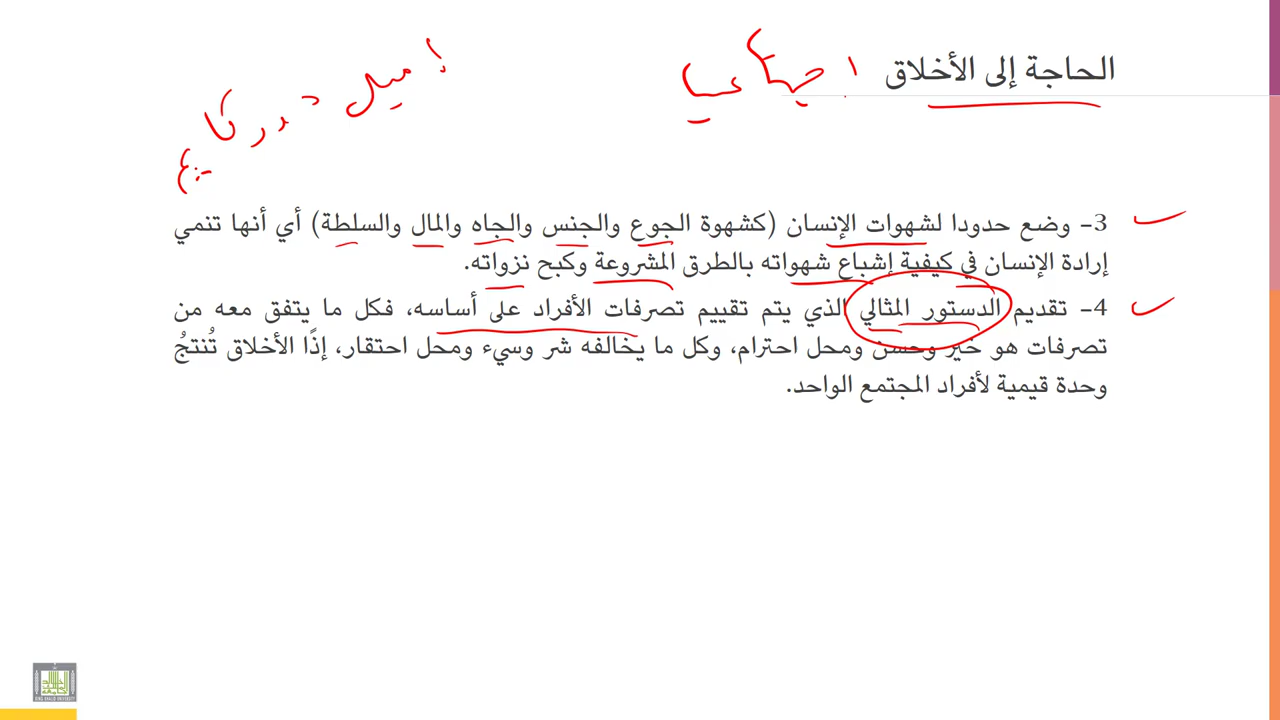 الحاجة إلى الأخلاق
اجتماعيا
إميل دوركايم
3- وضع حدودا لشهوات الإنسان (كشهوة الجوع والجنس والجاه والمال والسلطة) أي أنها تنمي
إرادة الإنسان في كيفية إشباع شهواته بالطرق المشروعة وكبح نزواته.
4- تقديم الدستور المثالي الذي يتم تقييم تصرفات الأفراد على أساسه، فكل ما يتفق معه من
تصرفات هو خير وحسن ومحل احترام، وكل ما يخالفه شر وسيء ومحل احتقار، إذًا الأخلاق تُنتجُ
وحدة قيمية لأفراد المجتمع الواحد.